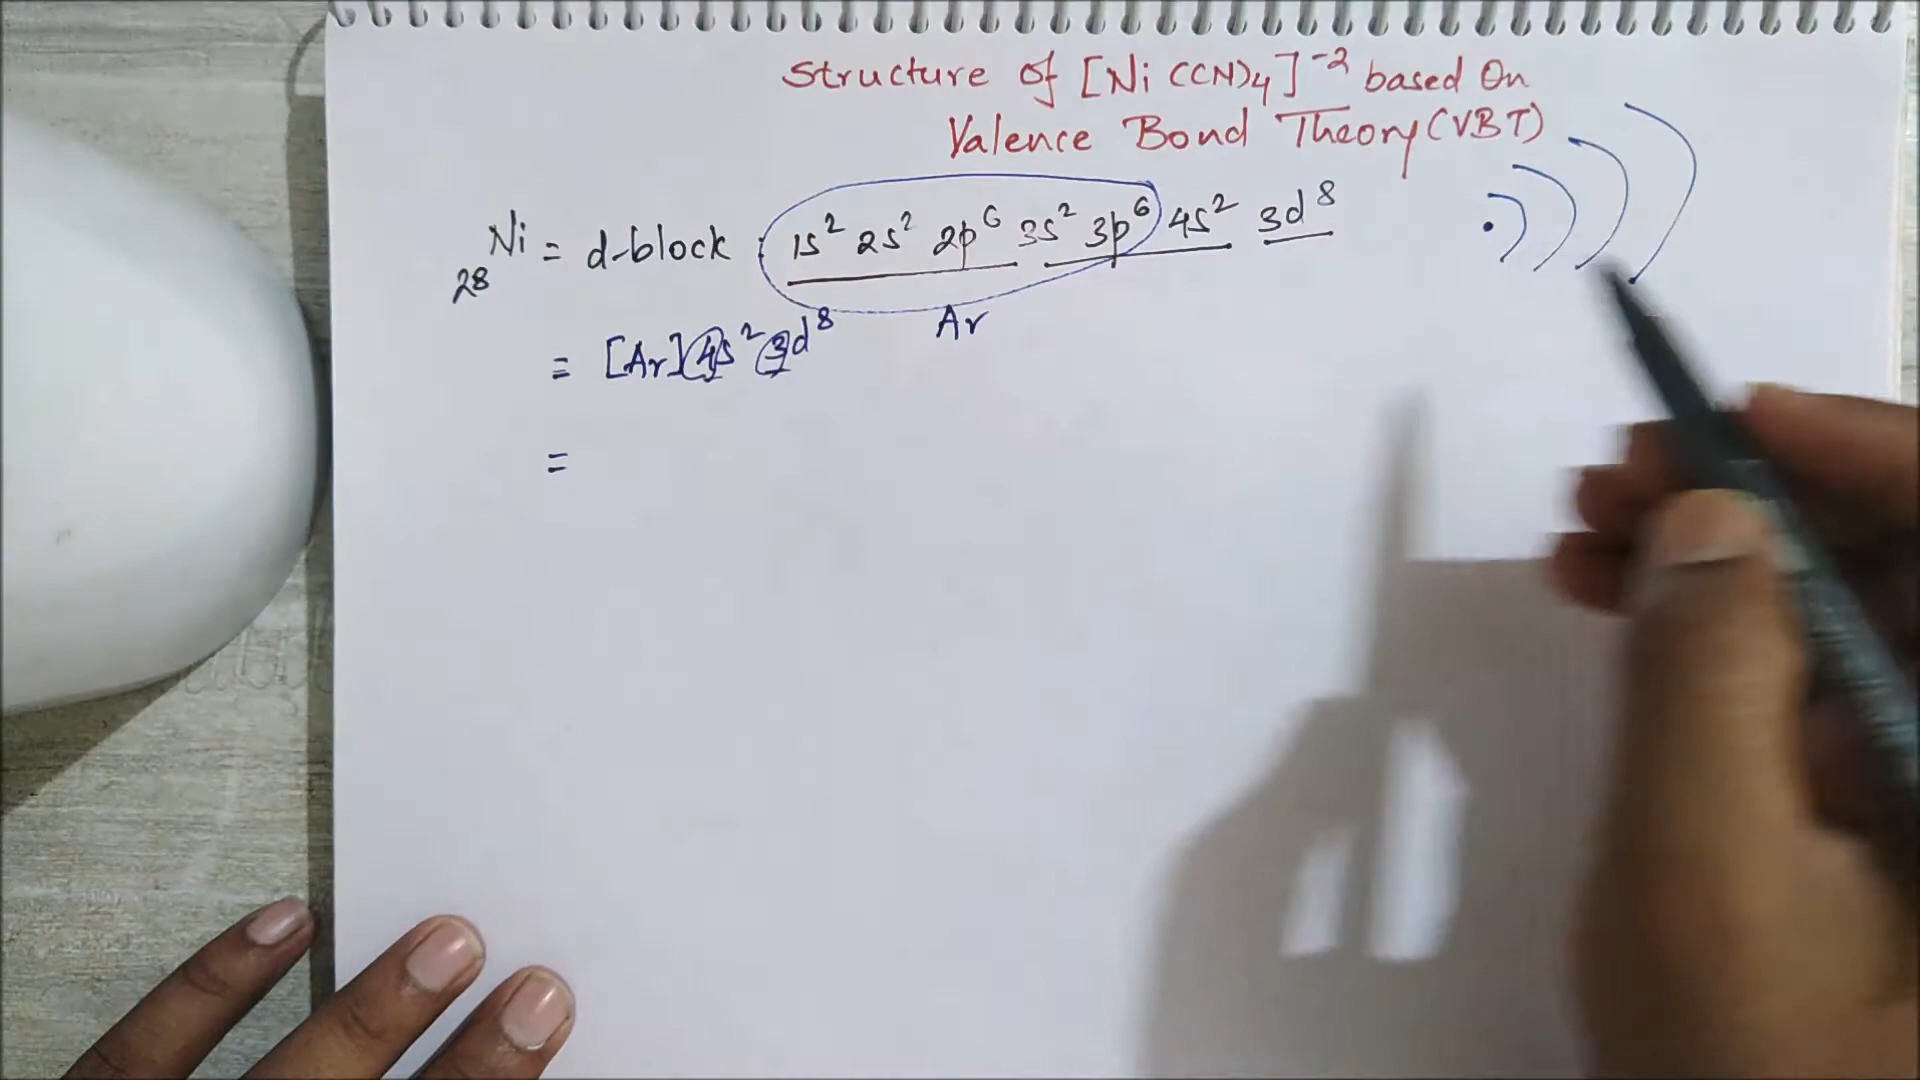 Structure of [Ni(CN)4]⁻² based On
Valence Bond Theory(VBT)
₂₈Ni = d-block 1s² 2s² 2p⁶ 3s² 3p⁶ 4s² 3d⁸
Ar
= [Ar]4s² 3d⁸
=